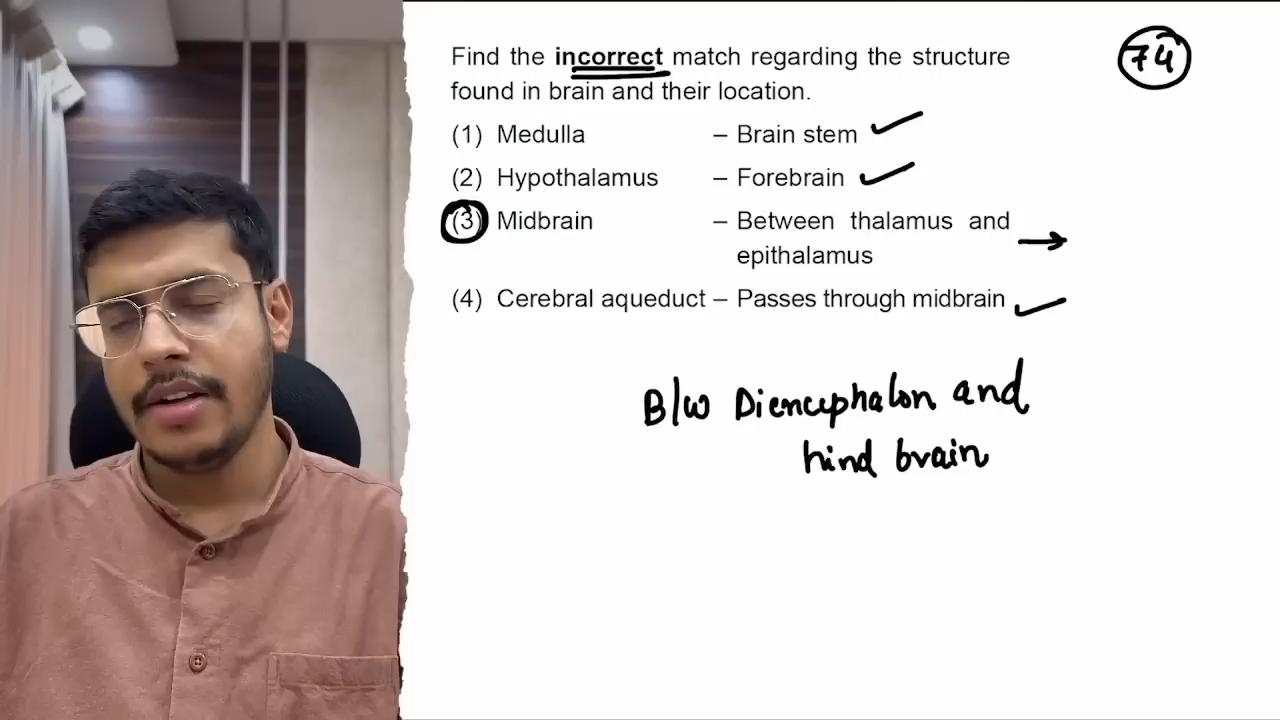 Find the incorrect match regarding the structure
found in brain and their location.
(1) Medulla – Brain stem
(2) Hypothalamus – Forebrain
(3) Midbrain – Between thalamus and
epithalamus
(4) Cerebral aqueduct – Passes through midbrain
74
B/w Diencephalon and
hind brain